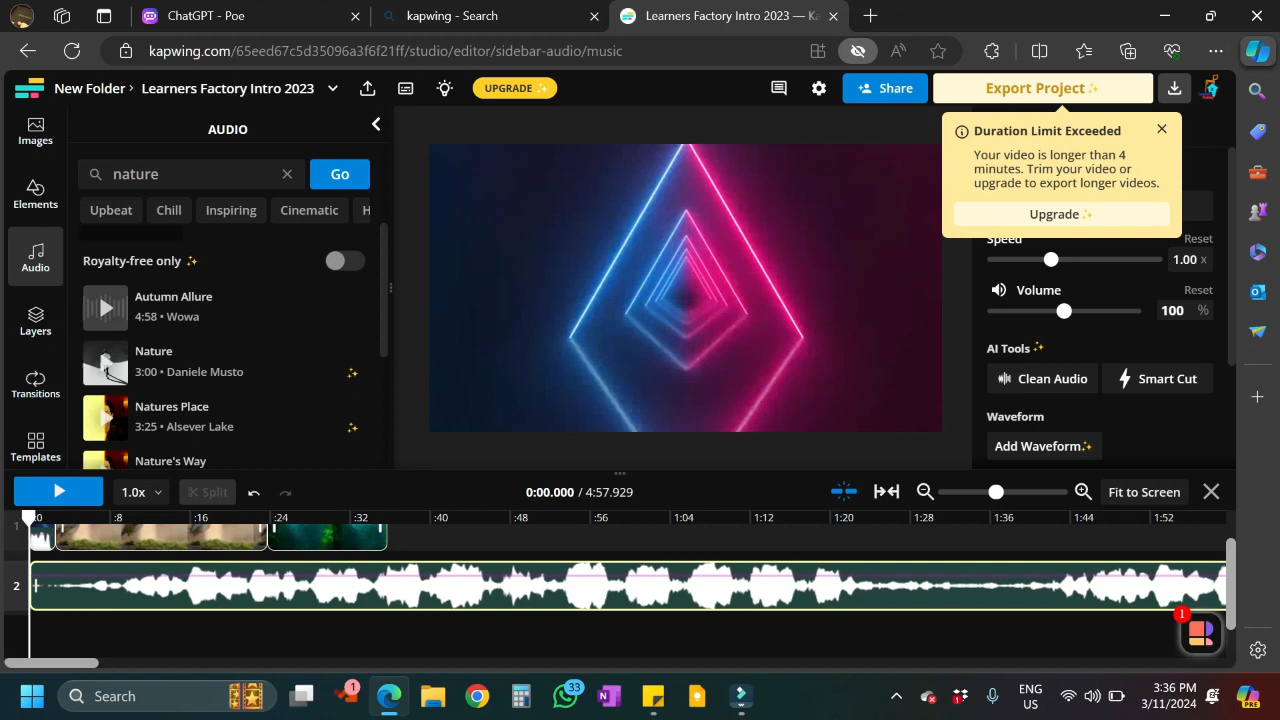 ChatGPT - Poe
kapwing, - Search
Learners Factory Intro 2023 — Ka
kapwing.com/65eed67c5d35096a3f6f21ff/studio/editor/sidebar-audio/music
New Folder › Learners Factory Intro 2023
UPGRADE
Share
Export Project
Duration Limit Exceeded
Your video is longer than 4
minutes. Trim your video or
upgrade to export longer videos.
Upgrade
Images
Elements
Audio
Layers
Transitions
Templates
AUDIO
nature
Go
Upbeat
Chill
Inspiring
Cinematic
H
Royalty-free only
Autumn Allure
4:58 • Wowa
Nature
3:00 • Daniele Musto
Natures Place
3:25 • Alsever Lake
Nature's Way
Speed
Reset
1.00 x
Volume
Reset
100 %
AI Tools
Clean Audio
Smart Cut
Waveform
Add Waveform
1.0x
Split
0:00.000 / 4:57.929
Fit to Screen
:0 :8 :16 :24 :32 :40 :48 :56 1:04 1:12 1:20 1:28 1:36 1:44 1:52
1
2
1
Search
1
33
ENG
US
3:36 PM
3/11/2024
PRE